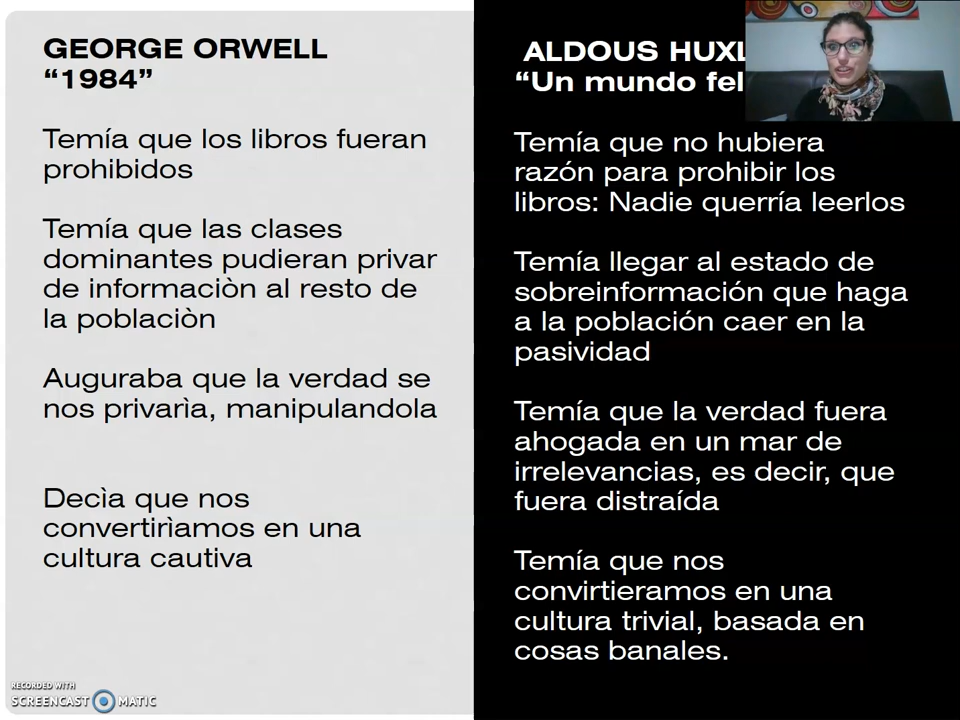 GEORGE ORWELL
“1984”
Temía que los libros fueran
prohibidos
Temía que las clases
dominantes pudieran privar
de informaciòn al resto de
la poblaciòn
Auguraba que la verdad se
nos privarìa, manipulandola
Decìa que nos
convertirìamos en una
cultura cautiva
ALDOUS
“Un mundo
Temía que no hubiera
razón para prohibir los
libros: Nadie querría leerlos
Temía llegar al estado de
sobreinformación que haga
a la población caer en la
pasividad
Temía que la verdad fuera
ahogada en un mar de
irrelevancias, es decir, que
fuera distraída
Temía que nos
convirtieramos en una
cultura trivial, basada en
cosas banales.
RECORDED WITH
SCREENCAST MATIC